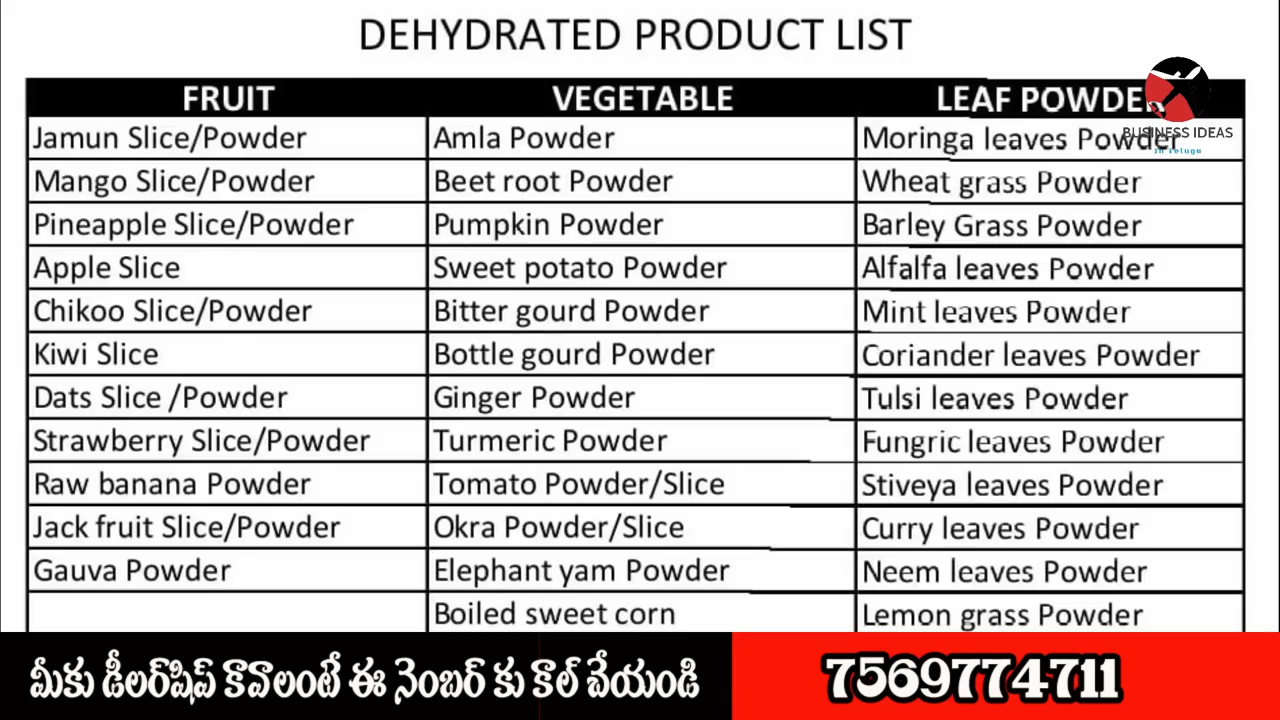 DEHYDRATED PRODUCT LIST
FRUIT VEGETABLE LEAF POWDER
Jamun Slice/Powder Amla Powder Moringa leaves Powder
BUSINESS IDEAS
in telugu
Mango Slice/Powder Beet root Powder Wheat grass Powder
Pineapple Slice/Powder Pumpkin Powder Barley Grass Powder
Apple Slice Sweet potato Powder Alfalfa leaves Powder
Chikoo Slice/Powder Bitter gourd Powder Mint leaves Powder
Kiwi Slice Bottle gourd Powder Coriander leaves Powder
Dats Slice /Powder Ginger Powder Tulsi leaves Powder
Strawberry Slice/Powder Turmeric Powder Fungric leaves Powder
Raw banana Powder Tomato Powder/Slice Stiveya leaves Powder
Jack fruit Slice/Powder Okra Powder/Slice Curry leaves Powder
Gauva Powder Elephant yam Powder Neem leaves Powder
Boiled sweet corn Lemon grass Powder
మీకు డీలర్‌షిప్ కావాలంటే ఈ నెంబర్ కు కాల్ చేయండి 7569774711